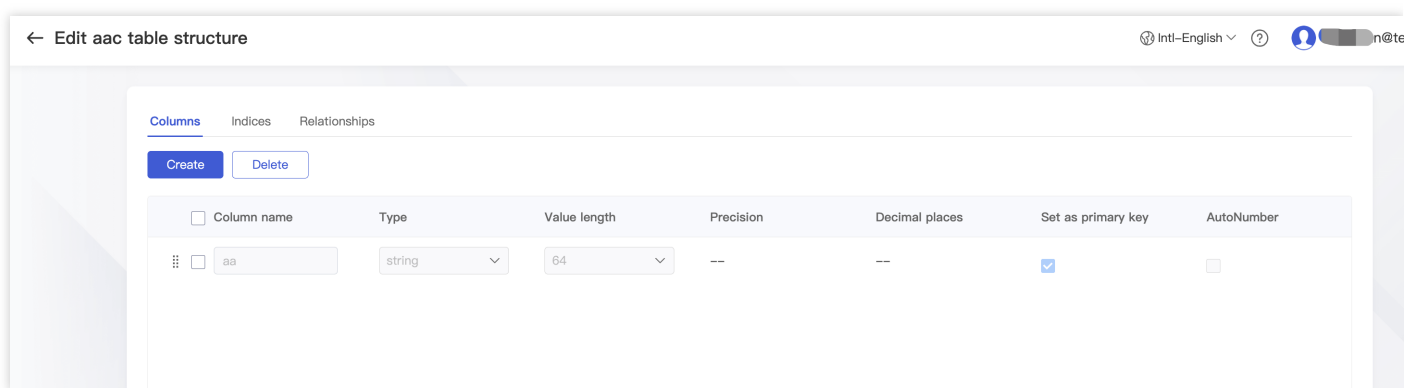 ← Edit aac table structure Intl-English ? n@te
Columns Indices Relationships
Create Delete
Column name Type Value length Precision Decimal places Set as primary key AutoNumber
aa string 64 -- --